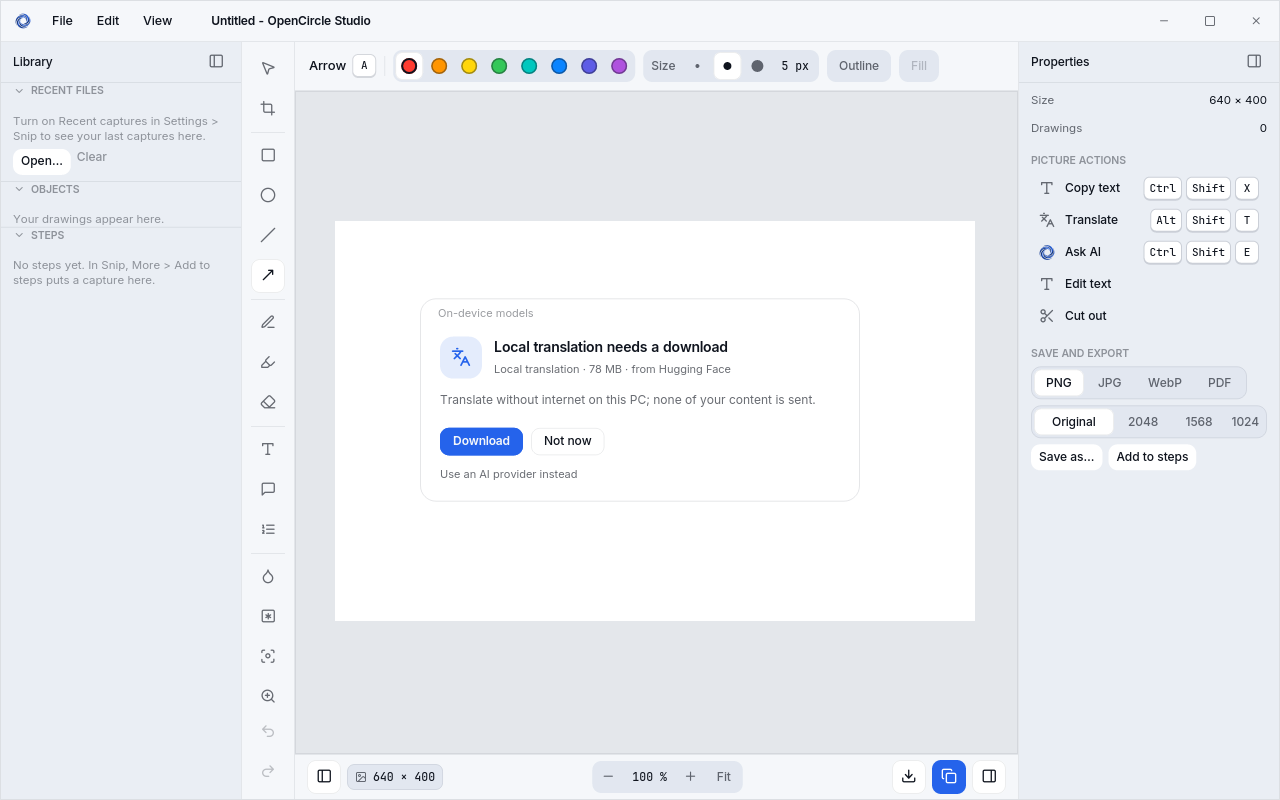 File Edit View Untitled - OpenCircle Studio
Library
RECENT FILES
Turn on Recent captures in Settings >
Snip to see your last captures here.
Open... Clear
OBJECTS
Your drawings appear here.
STEPS
No steps yet. In Snip, More > Add to
steps puts a capture here.
Arrow A Size 5 px Outline Fill
On-device models
Local translation needs a download
Local translation · 78 MB · from Hugging Face
Translate without internet on this PC; none of your content is sent.
Download Not now
Use an AI provider instead
640 × 400 100 % Fit
Properties
Size 640 × 400
Drawings 0
PICTURE ACTIONS
Copy text Ctrl Shift X
Translate Alt Shift T
Ask AI Ctrl Shift E
Edit text
Cut out
SAVE AND EXPORT
PNG JPG WebP PDF
Original 2048 1568 1024
Save as... Add to steps